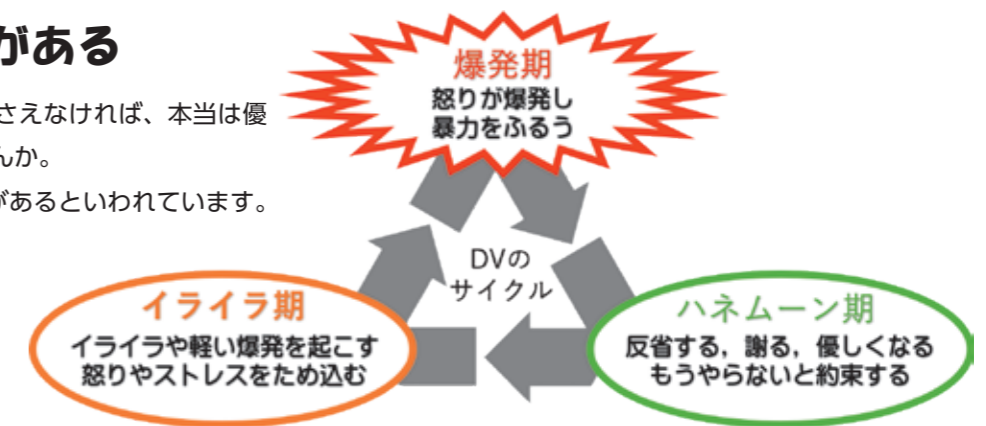 がある
さえなければ、本当は優
んか。
があるといわれています。
爆発期
怒りが爆発し
暴力をふるう
DVの
サイクル
イライラ期
イライラや軽い爆発を起こす
怒りやストレスをため込む
ハネムーン期
反省する，謝る，優しくなる
もうやらないと約束する